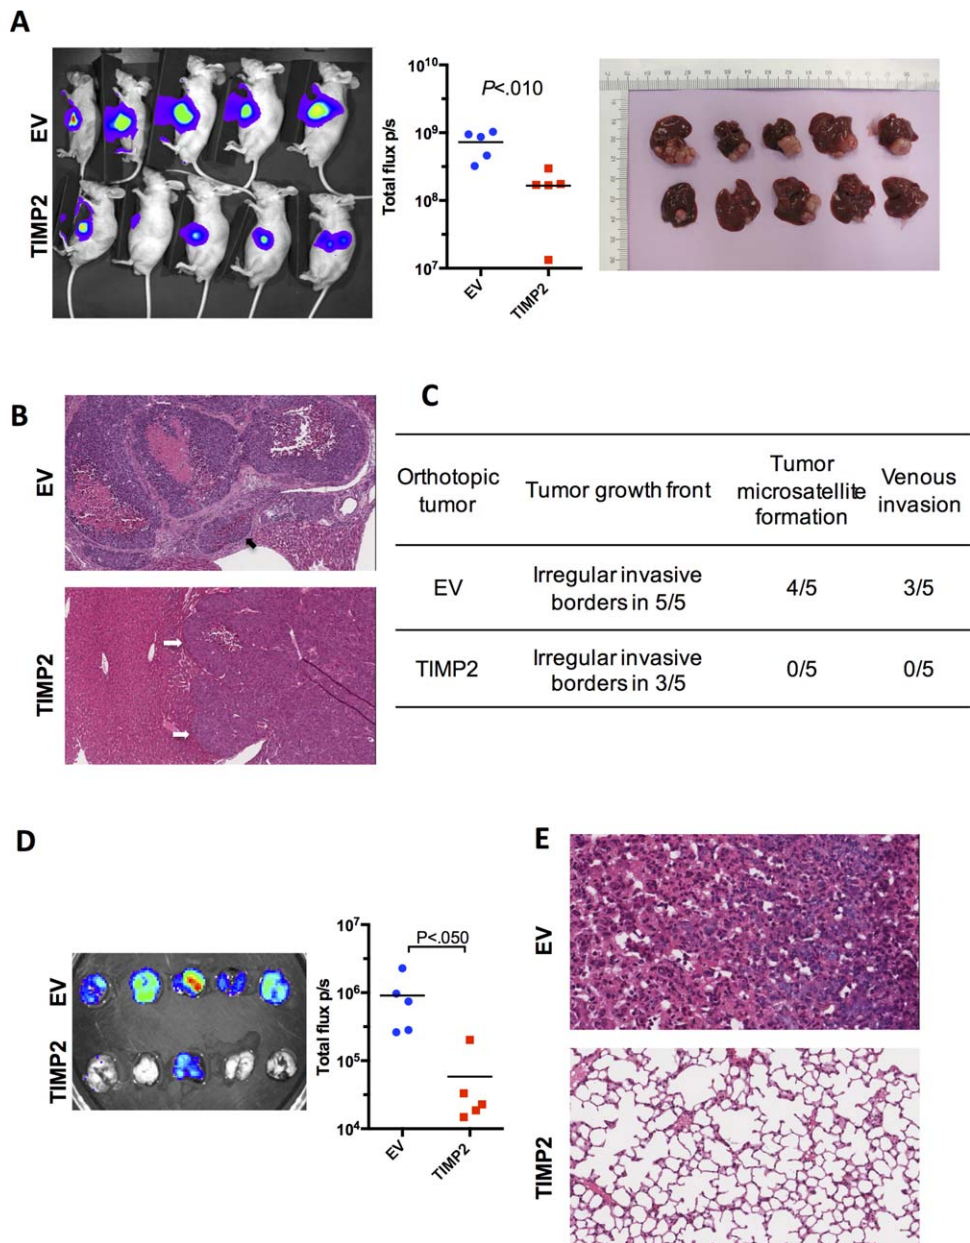 A
EV
TIMP2
Total flux p/s
10^10
10^9
10^8
10^7
P<.010
EV
TIMP2
B
EV
TIMP2
C
Orthotopic tumor
Tumor growth front
Tumor microsatellite formation
Venous invasion
EV
Irregular invasive borders in 5/5
4/5
3/5
TIMP2
Irregular invasive borders in 3/5
0/5
0/5
D
EV
TIMP2
Total flux p/s
10^7
10^6
10^5
10^4
P<.050
EV
TIMP2
E
EV
TIMP2